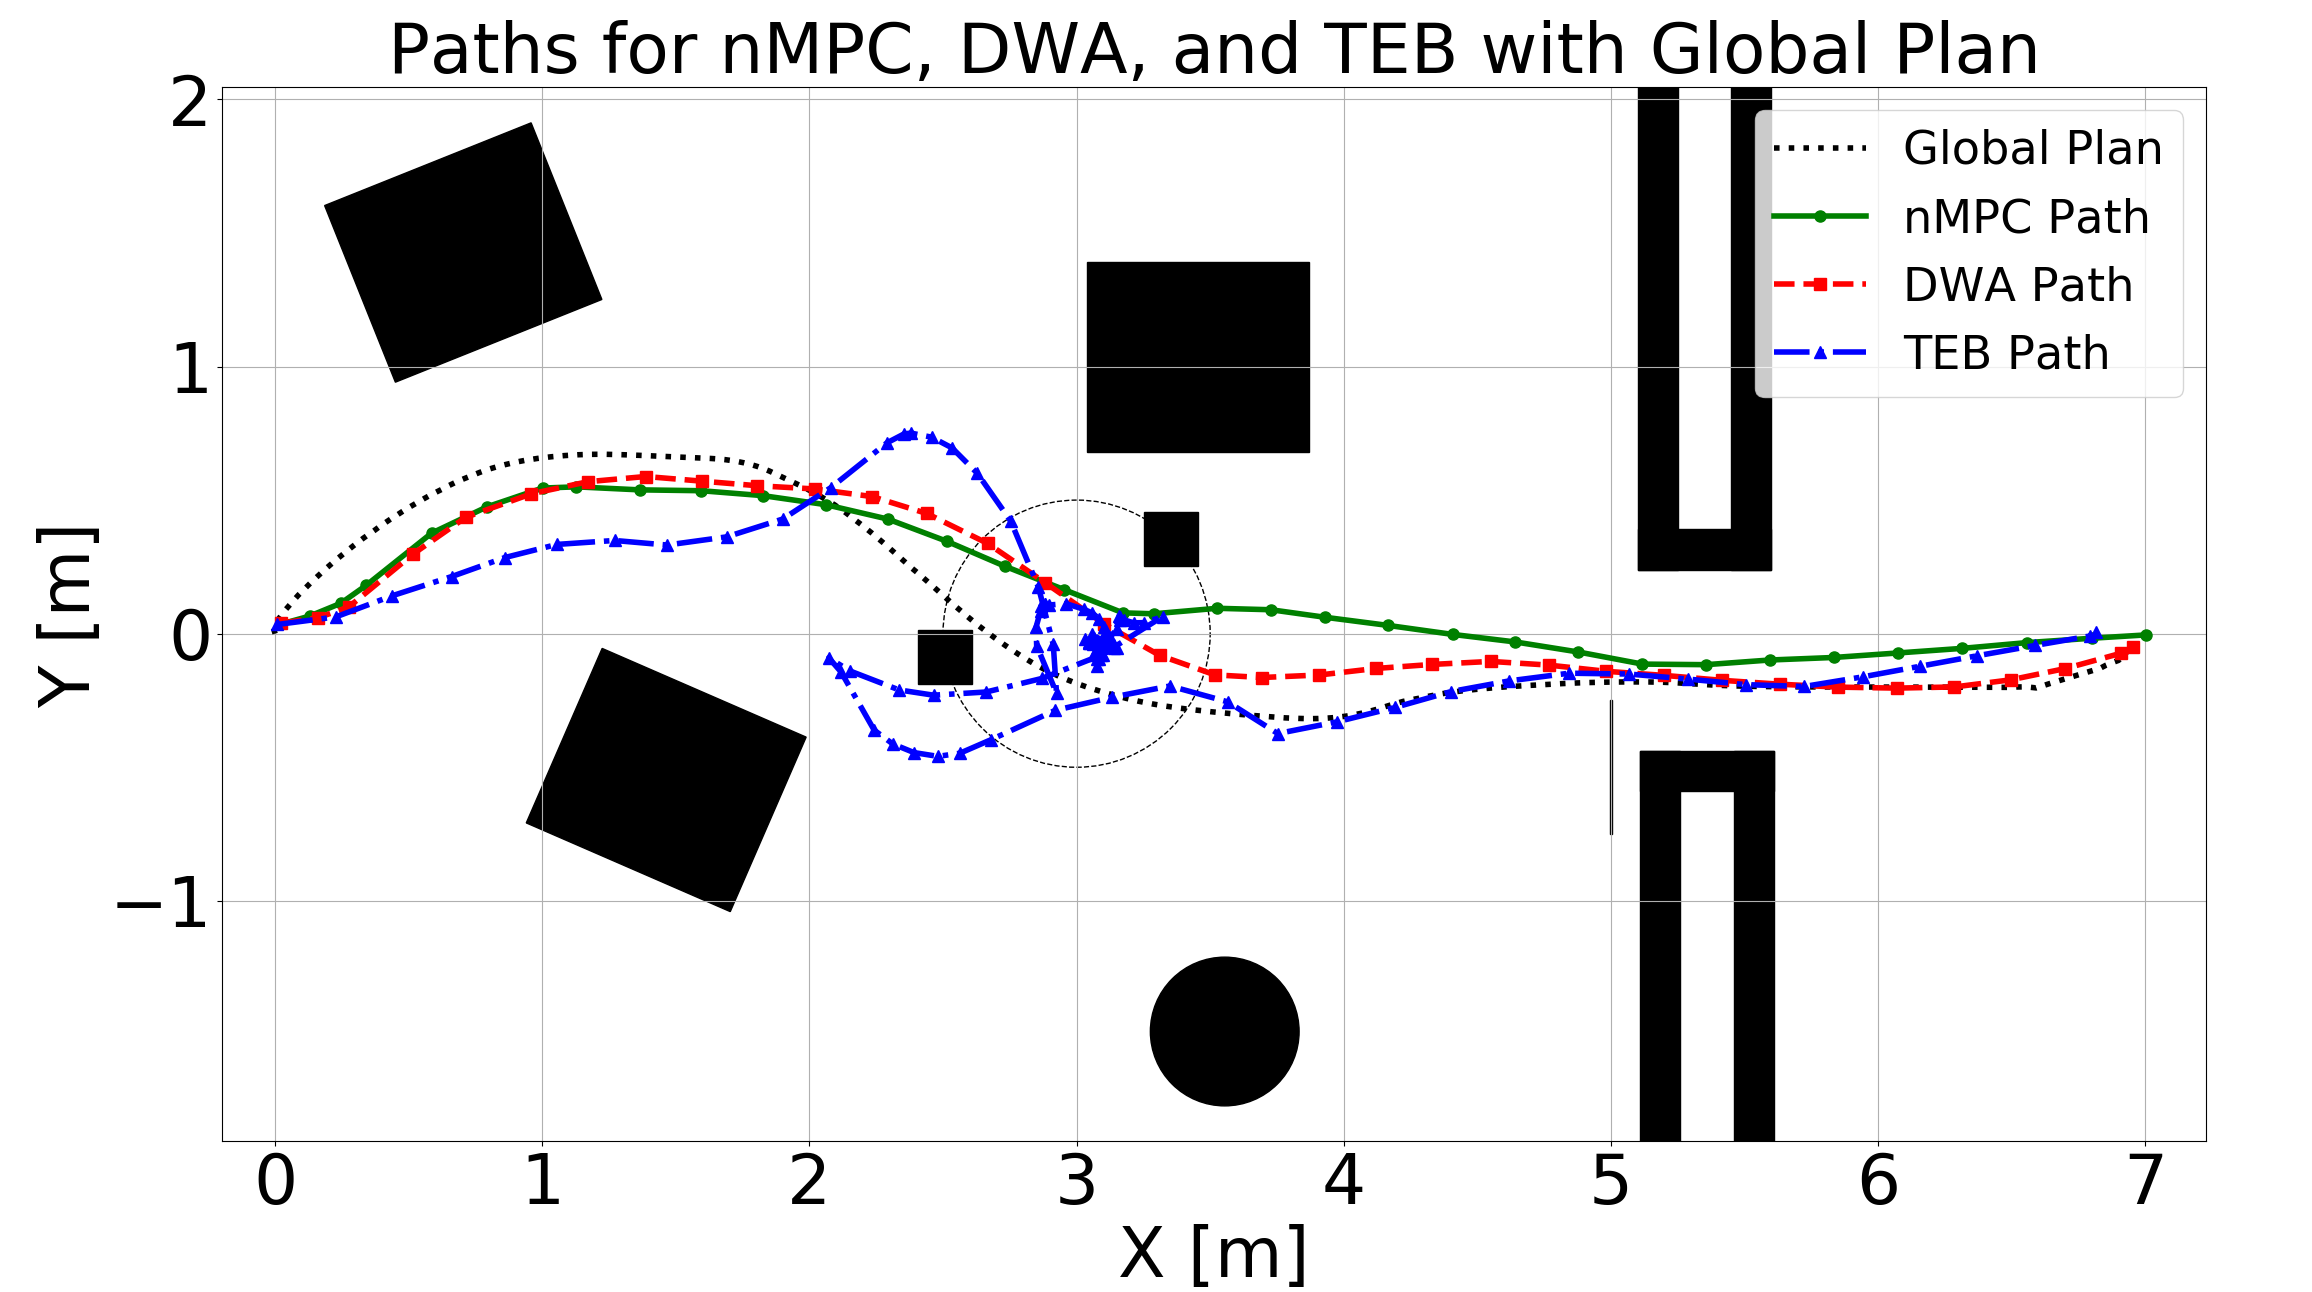 Paths for nMPC, DWA, and TEB with Global Plan
Y [m]
2
1
0
−1
Global Plan
nMPC Path
DWA Path
TEB Path
0 1 2 3 4 5 6 7
X [m]